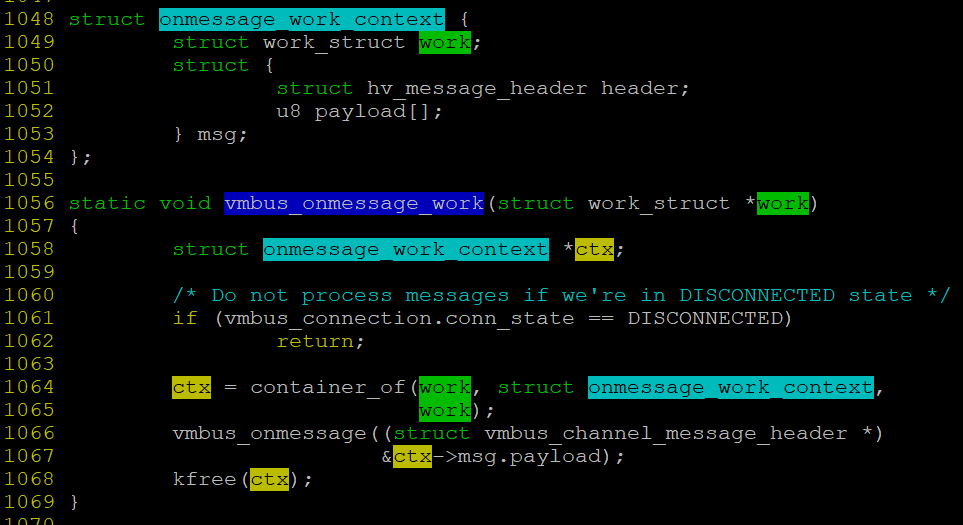 1048 struct onmessage_work_context {
1049         struct work_struct work;
1050         struct {
1051                 struct hv_message_header header;
1052                 u8 payload[];
1053         } msg;
1054 };
1055
1056 static void vmbus_onmessage_work(struct work_struct *work)
1057 {
1058         struct onmessage_work_context *ctx;
1059
1060         /* Do not process messages if we're in DISCONNECTED state */
1061         if (vmbus_connection.conn_state == DISCONNECTED)
1062                 return;
1063
1064         ctx = container_of(work, struct onmessage_work_context,
1065                            work);
1066         vmbus_onmessage((struct vmbus_channel_message_header *)
1067                         &ctx->msg.payload);
1068         kfree(ctx);
1069 }